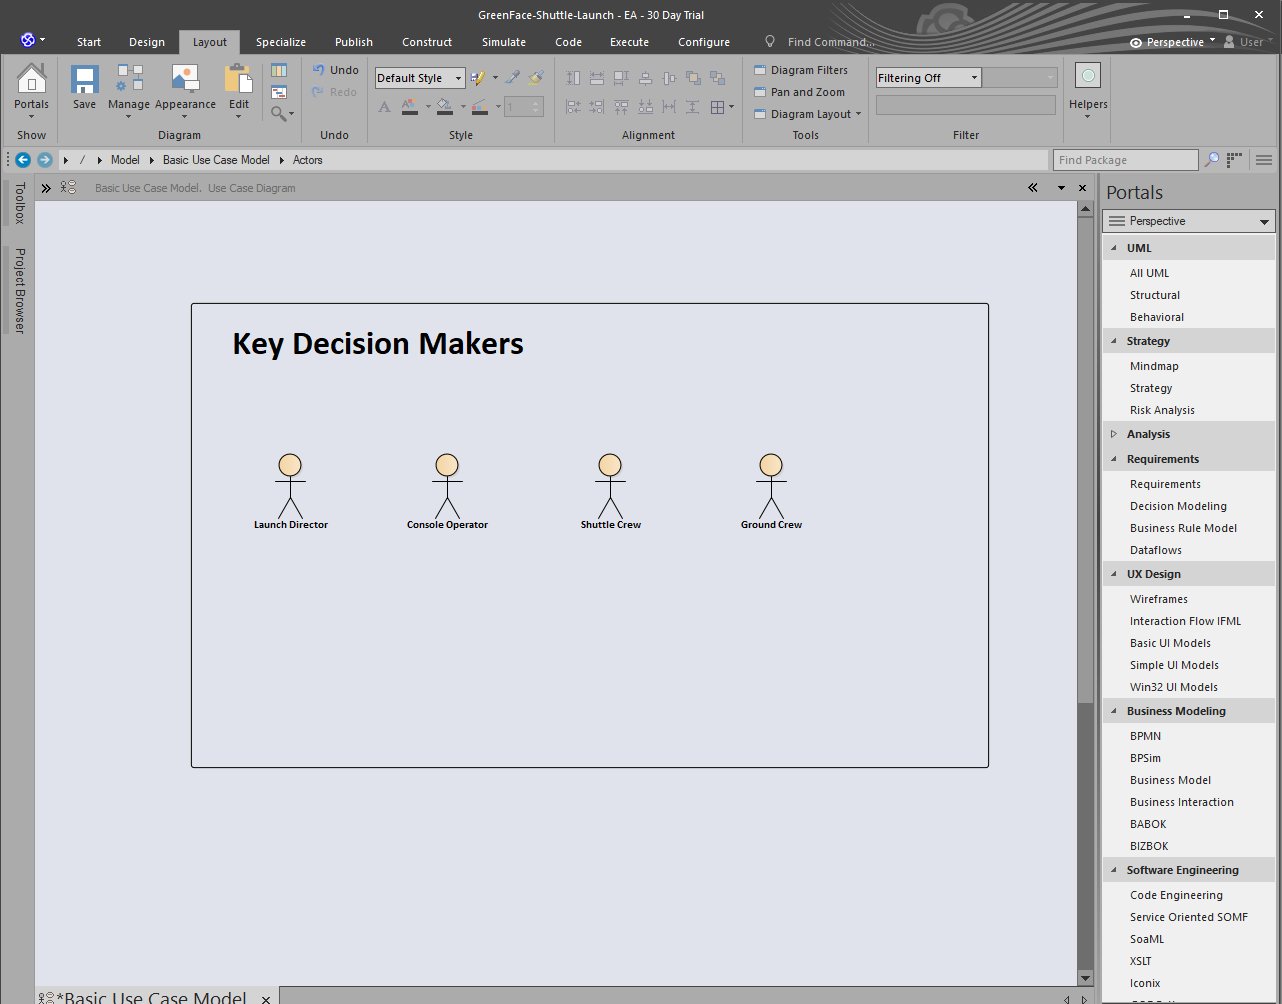 GreenFace-Shuttle-Launch - EA - 30 Day Trial
Start Design Layout Specialize Publish Construct Simulate Code Execute Configure Find Command... Perspective User
Portals
Show
Save Manage Appearance Edit
Diagram
Undo
Redo
Undo
Default Style
1
Style
Alignment
Diagram Filters
Pan and Zoom
Diagram Layout
Tools
Filtering Off
Filter
Helpers
/ Model Basic Use Case Model Actors
Find Package
Toolbox
Project Browser
Basic Use Case Model. Use Case Diagram
Key Decision Makers
Launch Director
Console Operator
Shuttle Crew
Ground Crew
*Basic Use Case Model
Portals
Perspective
UML
All UML
Structural
Behavioral
Strategy
Mindmap
Strategy
Risk Analysis
Analysis
Requirements
Requirements
Decision Modeling
Business Rule Model
Dataflows
UX Design
Wireframes
Interaction Flow IFML
Basic UI Models
Simple UI Models
Win32 UI Models
Business Modeling
BPMN
BPSim
Business Model
Business Interaction
BABOK
BIZBOK
Software Engineering
Code Engineering
Service Oriented SOMF
SoaML
XSLT
Iconix